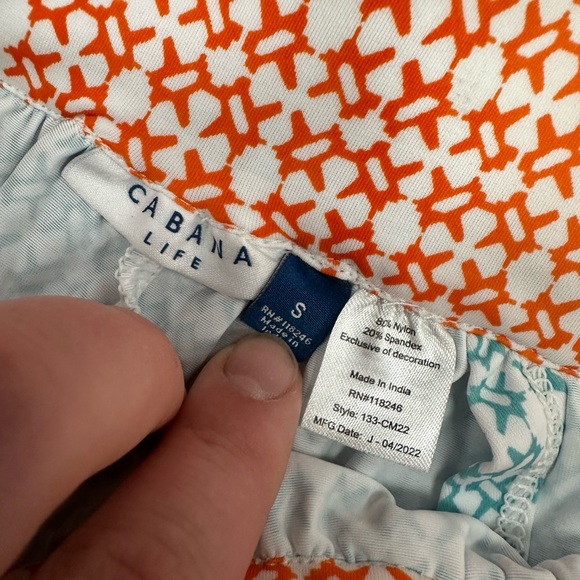 CABANA
LIFE
S
RN#118246
Made in
80% Nylon
20% Spandex
Exclusive of decoration
Made In India
RN#118246
Style: 133-CM22
MFG Date: J - 04/2022